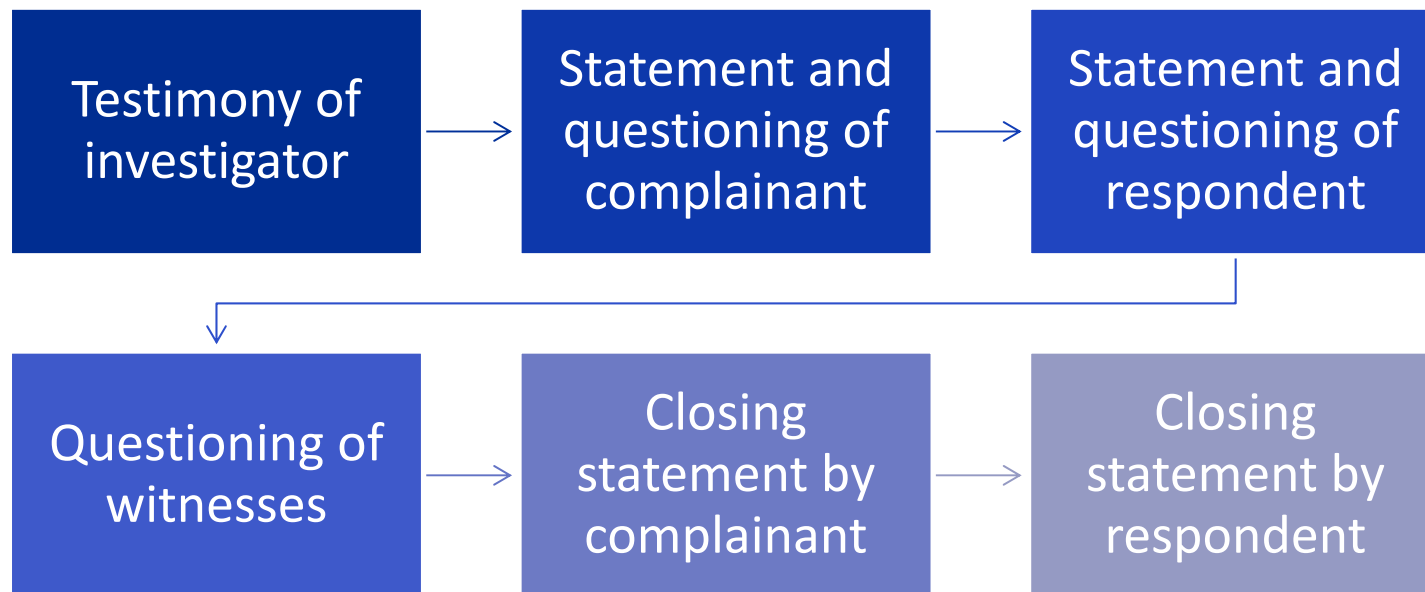 Testimony of
investigator
Statement and
questioning of
complainant
Statement and
questioning of
respondent
Questioning of
witnesses
Closing
statement by
complainant
Closing
statement by
respondent